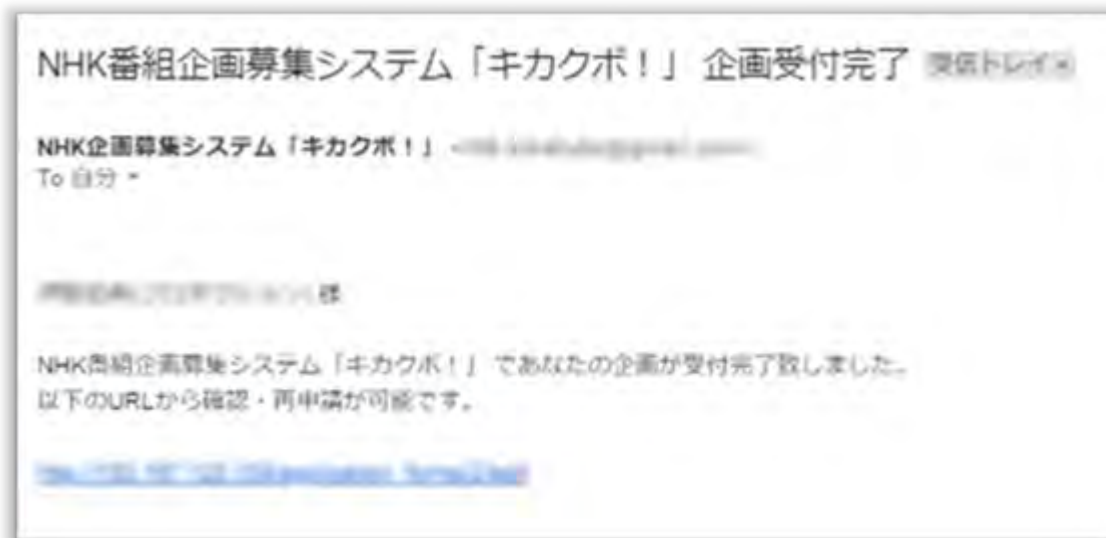 NHK番組企画募集システム「キカクボ！」 企画受付完了 受信トレイ
NHK企画募集システム「キカクボ！」
To 自分
様
NHK番組企画募集システム「キカクボ！」 であなたの企画が受付完了致しました。
以下のURLから確認・再申請が可能です。